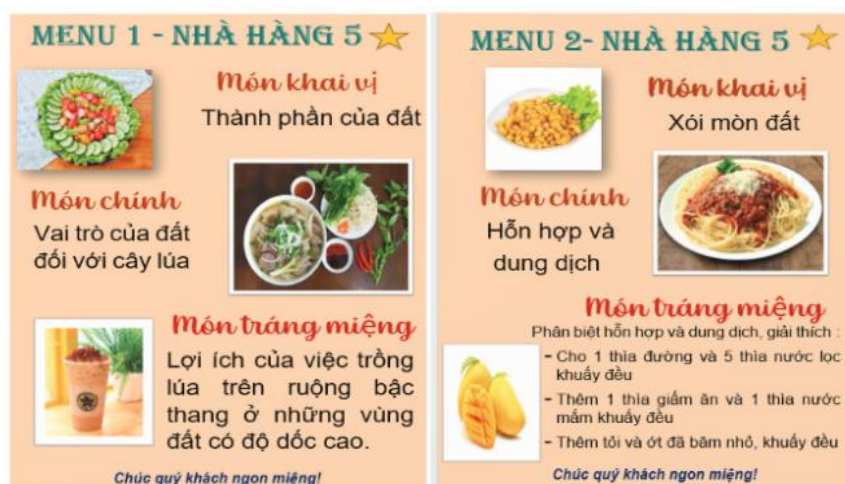 MENU 1 - NHÀ HÀNG 5
Món khai vị
Thành phần của đất
Món chính
Vai trò của đất
đối với cây lúa
Món tráng miệng
Lợi ích của việc trồng
lúa trên ruộng bậc
thang ở những vùng
đất có độ dốc cao.
Chúc quý khách ngon miệng!
MENU 2- NHÀ HÀNG 5
Món khai vị
Xói mòn đất
Món chính
Hỗn hợp và
dung dịch
Món tráng miệng
Phân biệt hỗn hợp và dung dịch, giải thích :
- Cho 1 thìa đường và 5 thìa nước lọc
khuấy đều
- Thêm 1 thìa giấm ăn và 1 thìa nước
mắm khuấy đều
- Thêm tỏi và ớt đã băm nhỏ, khuấy đều
Chúc quý khách ngon miệng!